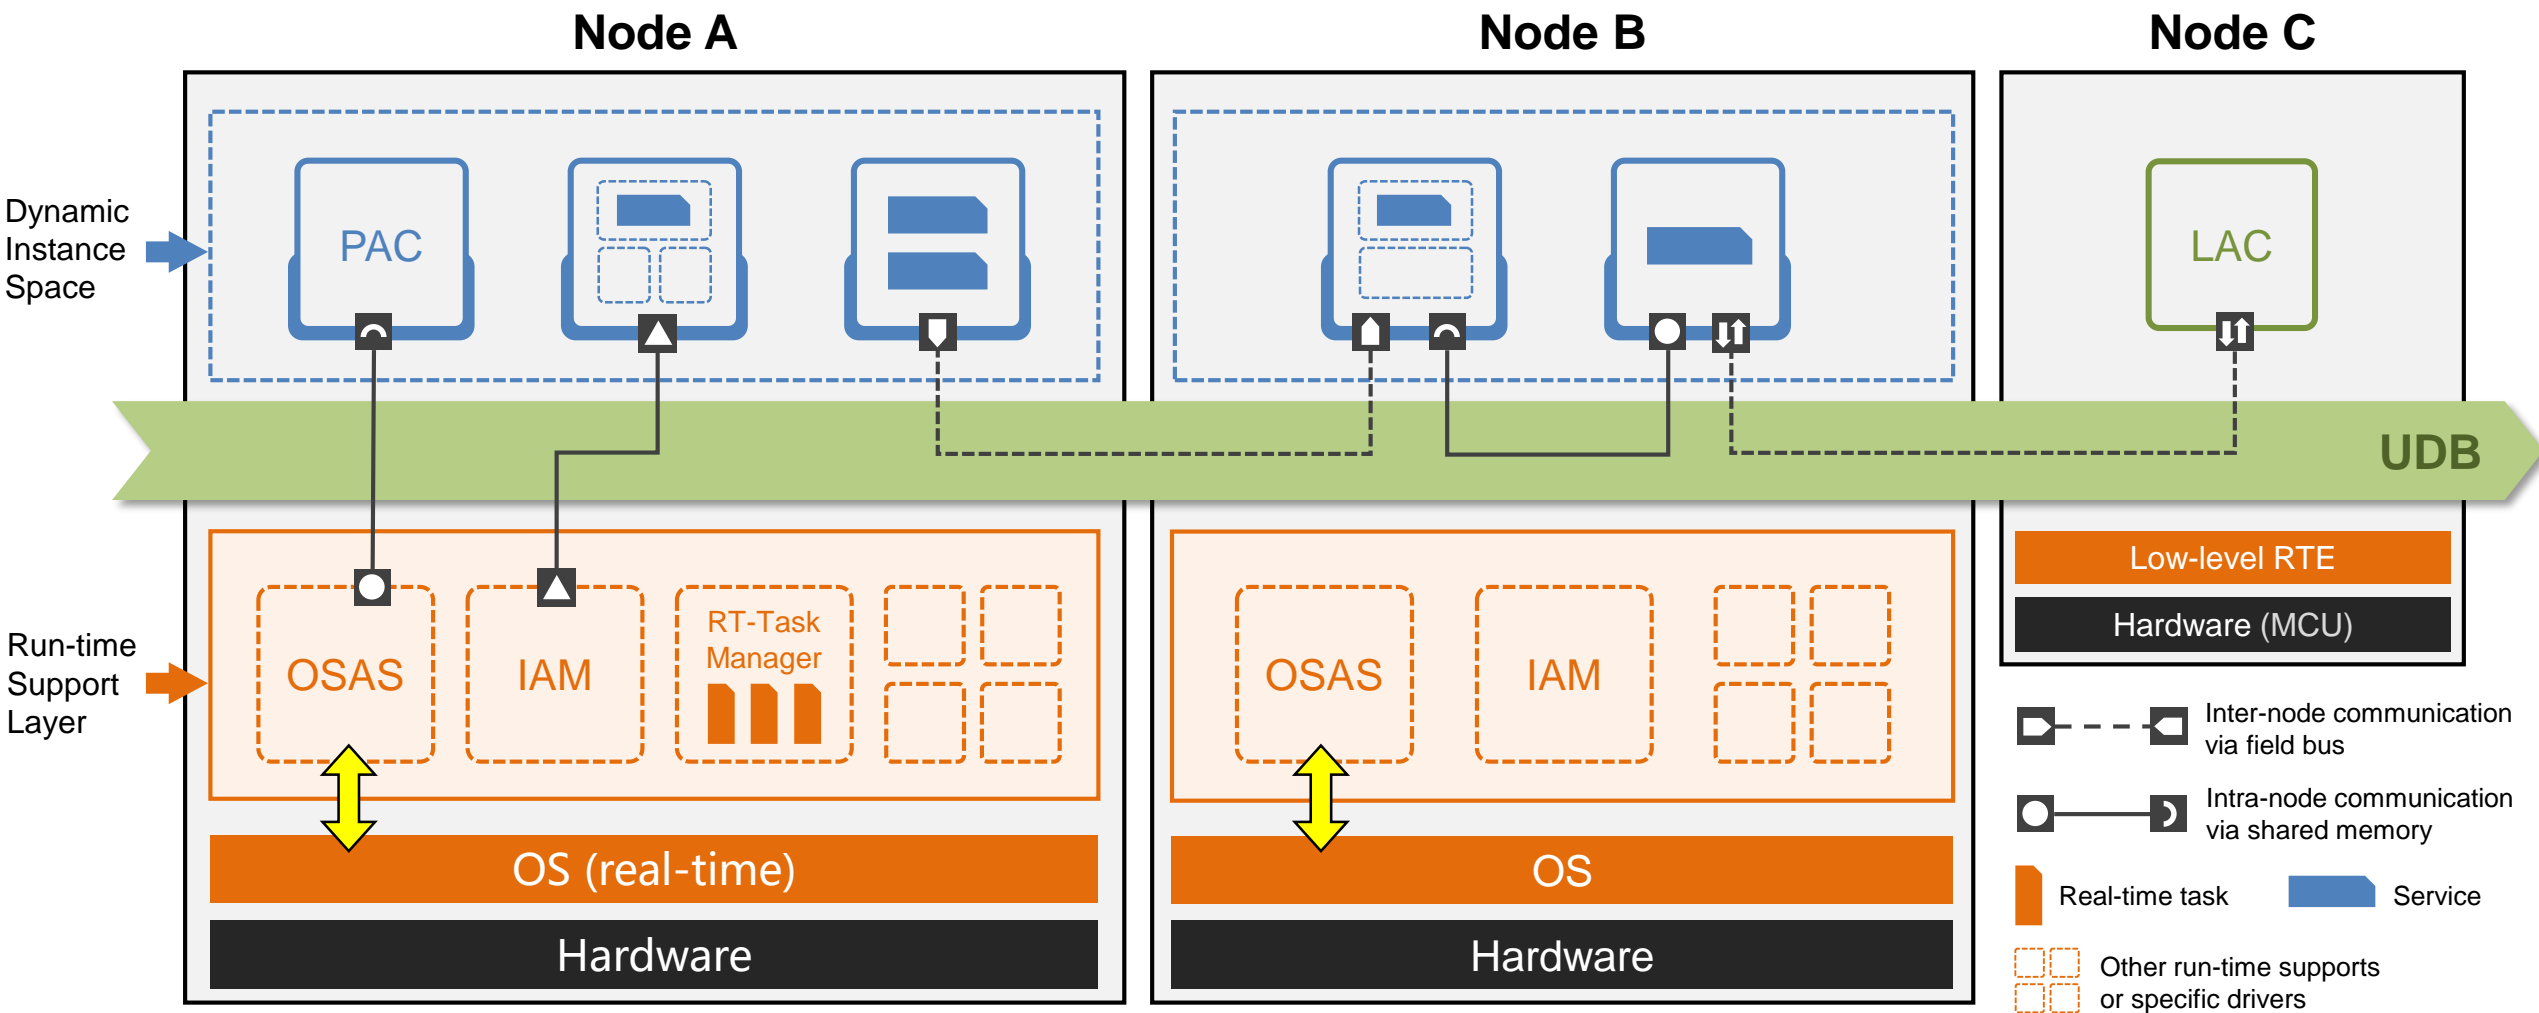 Node A
Node B
Node C
Dynamic
Instance
Space
PAC
LAC
UDB
Run-time
Support
Layer
OSAS
IAM
RT-Task
Manager
OSAS
IAM
Low-level RTE
Hardware (MCU)
OS (real-time)
OS
Hardware
Hardware
Inter-node communication
via field bus
Intra-node communication
via shared memory
Real-time task
Service
Other run-time supports
or specific drivers